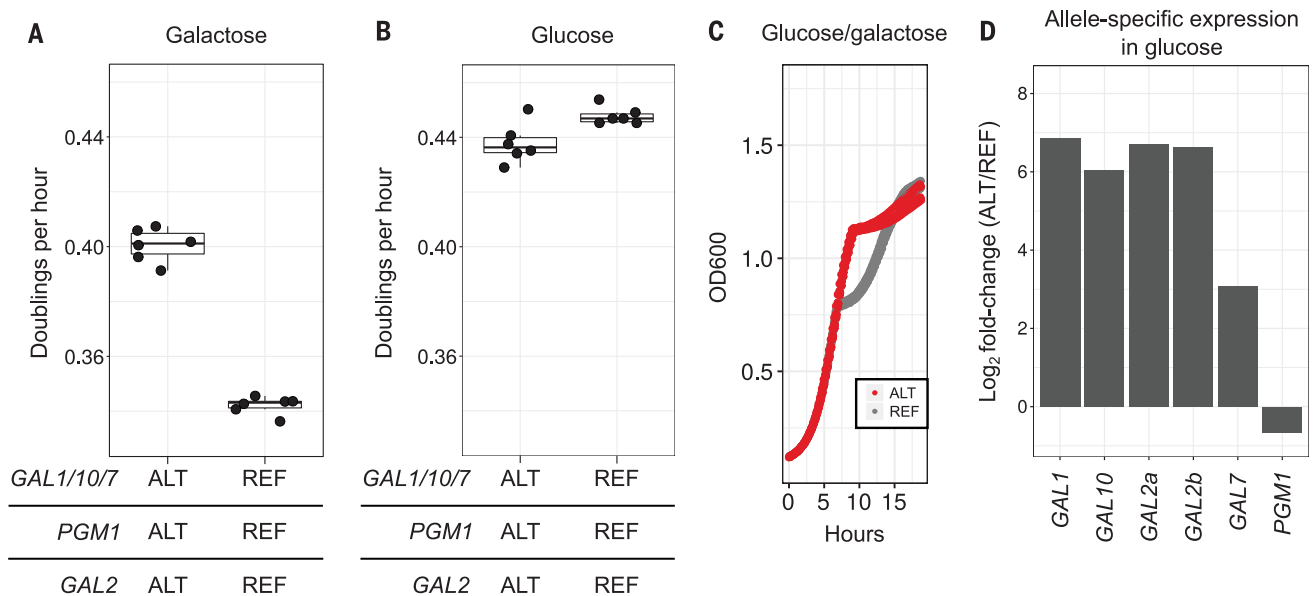 A
Galactose
Doublings per hour
0.44
0.40
0.36
GAL1/10/7 ALT REF
PGM1 ALT REF
GAL2 ALT REF
B
Glucose
Doublings per hour
0.44
0.40
0.36
GAL1/10/7 ALT REF
PGM1 ALT REF
GAL2 ALT REF
C
Glucose/galactose
OD600
1.5
1.0
0.5
ALT
REF
0 5 10 15
Hours
D
Allele-specific expression
in glucose
Log₂ fold-change (ALT/REF)
8
6
4
2
0
GAL1
GAL10
GAL2a
GAL2b
GAL7
PGM1